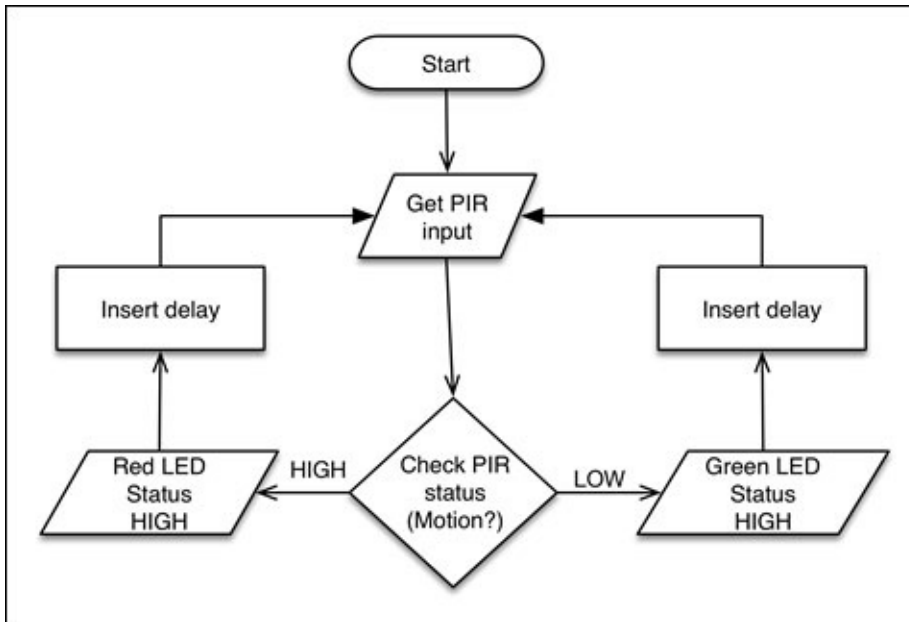 Start
Get PIR
input
Insert delay
Insert delay
Red LED
Status
HIGH
HIGH
Check PIR
status
(Motion?)
LOW
Green LED
Status
HIGH